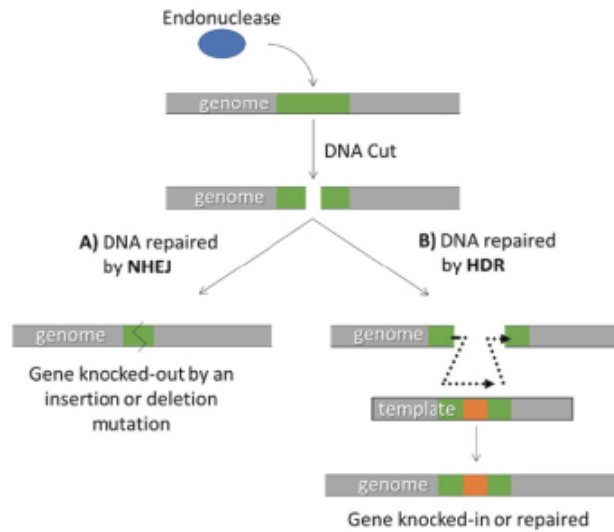 Endonuclease
genome
DNA Cut
genome
A) DNA repaired
by NHEJ
B) DNA repaired
by HDR
genome
Gene knocked-out by an
insertion or deletion
mutation
genome
template
genome
Gene knocked-in or repaired